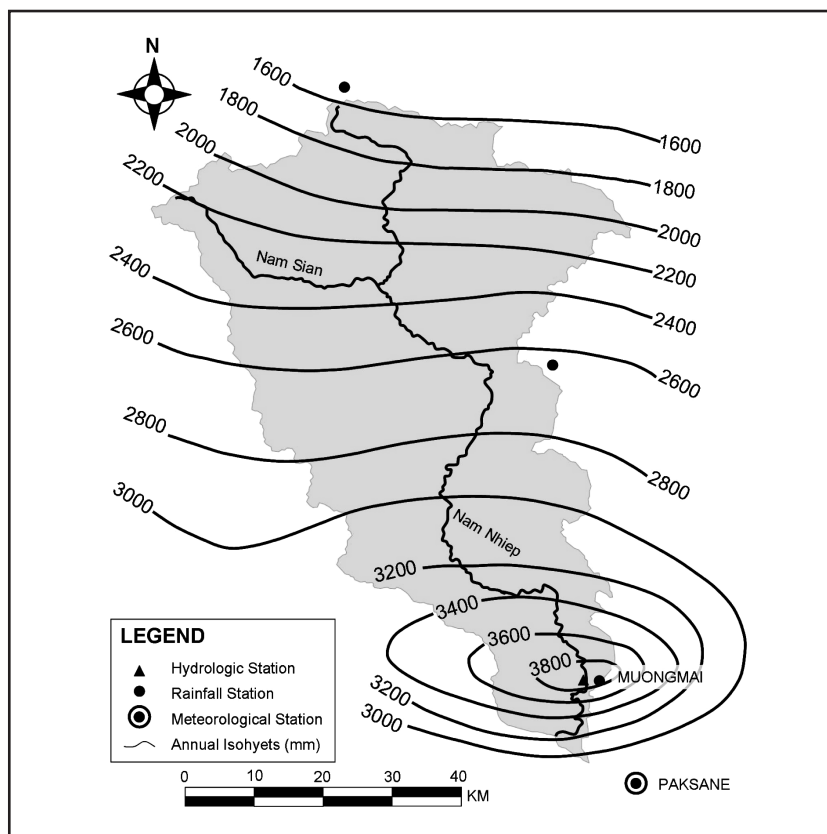 N
1600
1800
2000
2200
1600
1800
2000
2200
Nam Sian
2400
2400
2600
2600
2800
2800
3000
Nam Nhiep
3200
3400
3600
3800
MUONGMAI
3200
3000
LEGEND
Hydrologic Station
Rainfall Station
Meteorological Station
Annual Isohyets (mm)
0 10 20 30 40
KM
PAKSANE